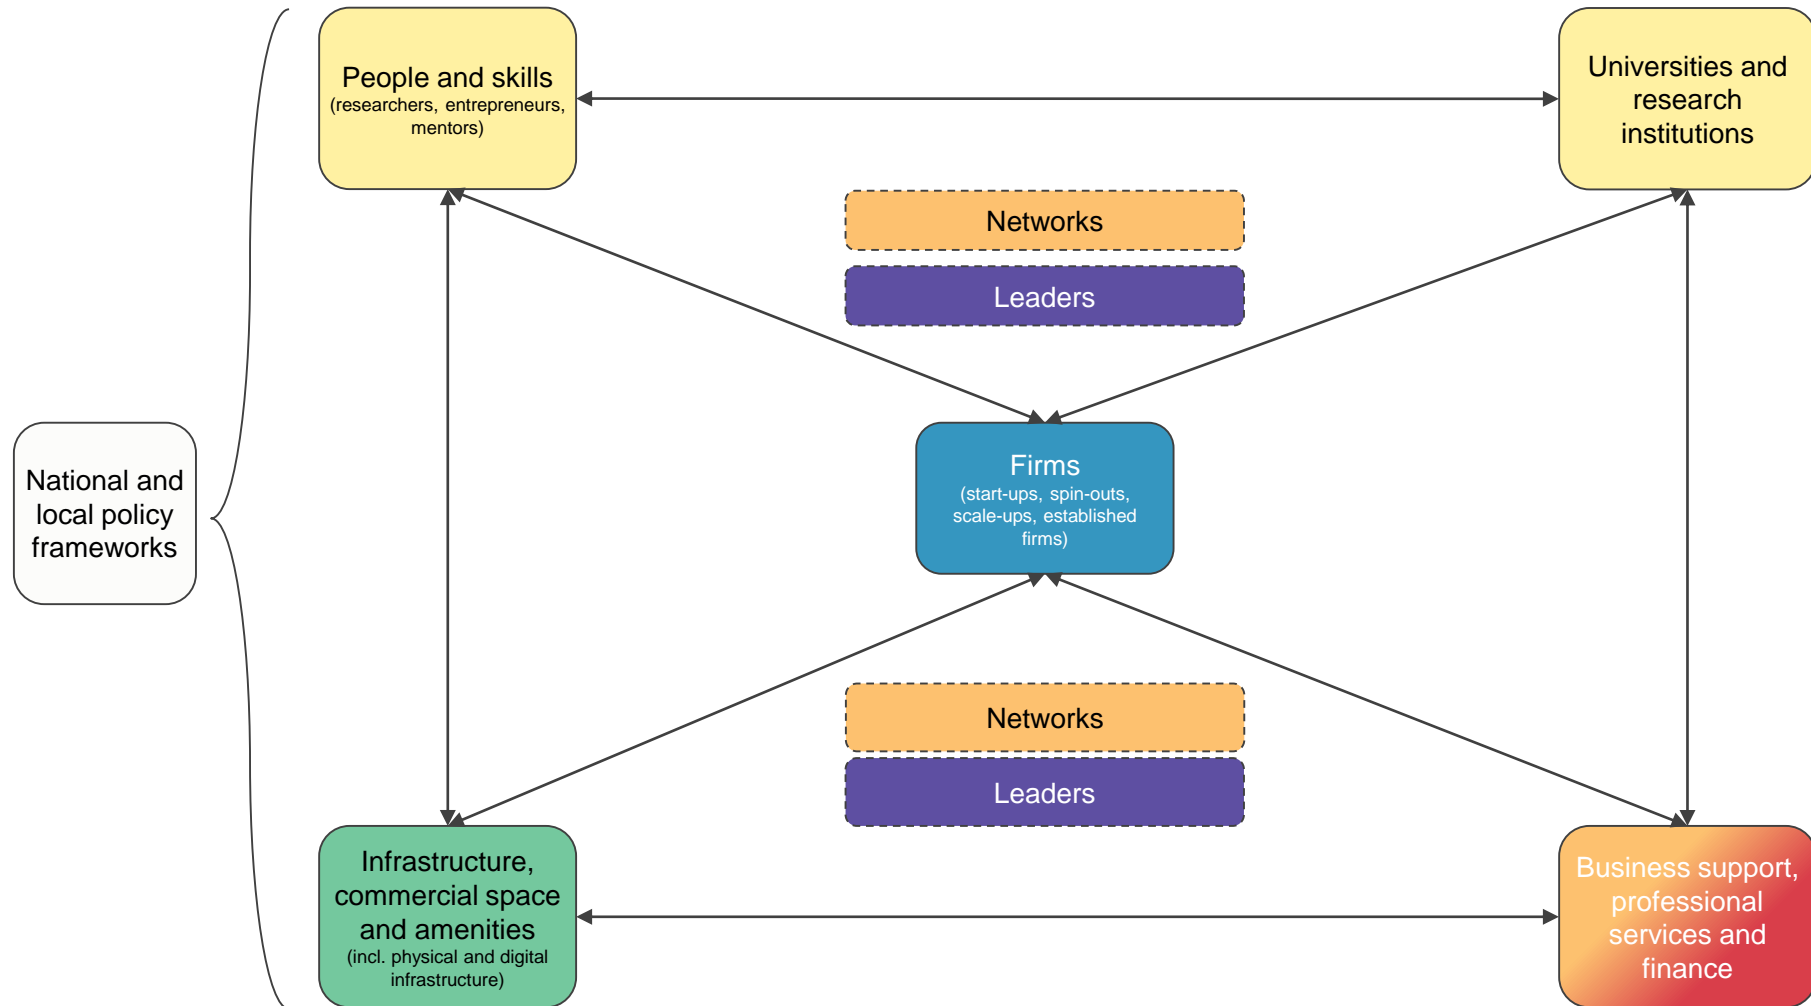 People and skills
(researchers, entrepreneurs,
mentors)
Universities and
research
institutions
Networks
Leaders
National and
local policy
frameworks
Firms
(start-ups, spin-outs,
scale-ups, established
firms)
Networks
Leaders
Infrastructure,
commercial space
and amenities
(incl. physical and digital
infrastructure)
Business support,
professional
services and
finance